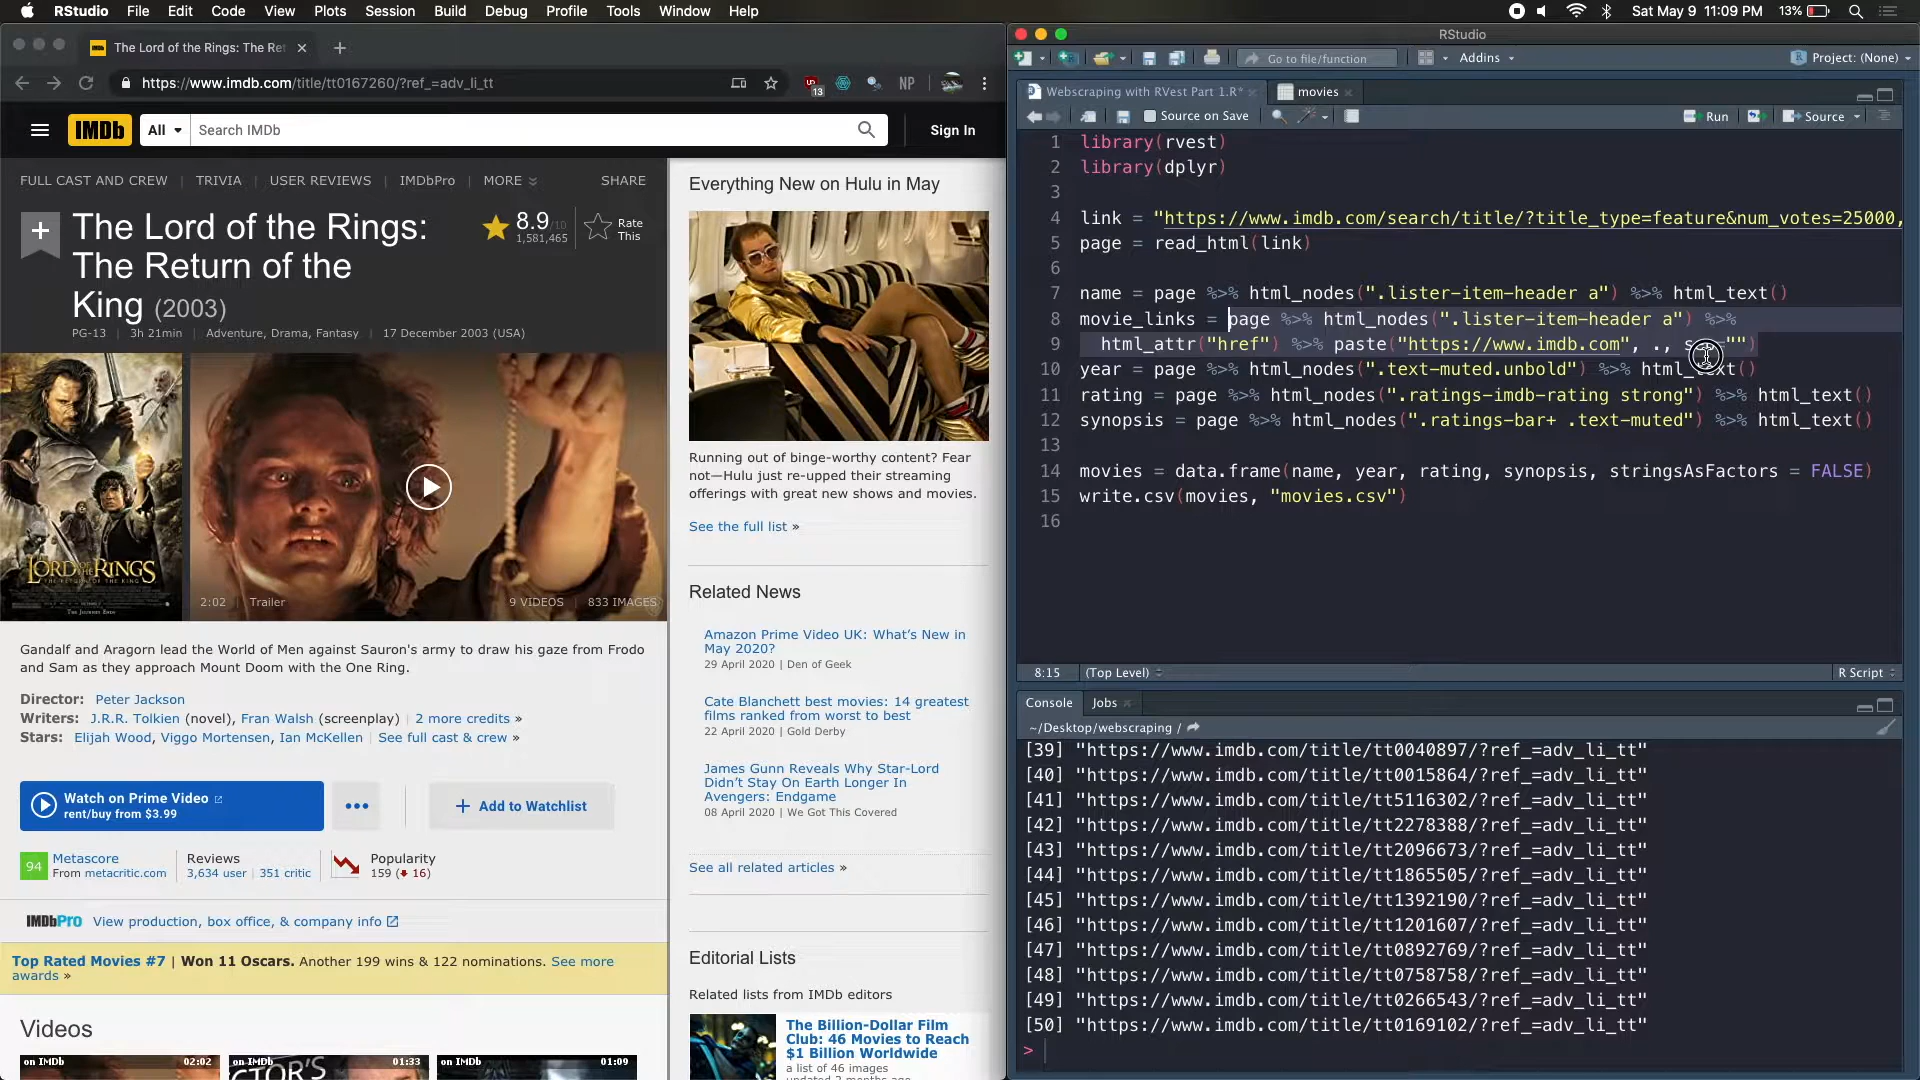 RStudio File Edit Code View Plots Session Build Debug Profile Tools Window Help
Sat May 9 11:09 PM 13%
The Lord of the Rings: The Ret
https://www.imdb.com/title/tt0167260/?ref_=adv_li_tt
13
NP
IMDb All Search IMDb Sign In
FULL CAST AND CREW | TRIVIA | USER REVIEWS | IMDbPro | MORE SHARE
The Lord of the Rings:
The Return of the
King (2003)
8.9/10
1,581,465
Rate
This
PG-13 | 3h 21min | Adventure, Drama, Fantasy | 17 December 2003 (USA)
2:02 | Trailer
9 VIDEOS | 833 IMAGES
Gandalf and Aragorn lead the World of Men against Sauron's army to draw his gaze from Frodo
and Sam as they approach Mount Doom with the One Ring.
Director: Peter Jackson
Writers: J.R.R. Tolkien (novel), Fran Walsh (screenplay) | 2 more credits »
Stars: Elijah Wood, Viggo Mortensen, Ian McKellen | See full cast & crew »
Watch on Prime Video
rent/buy from $3.99
Add to Watchlist
94 Metascore
From metacritic.com
Reviews
3,634 user | 351 critic
Popularity
159 (16)
IMDbPro View production, box office, & company info
Top Rated Movies #7 | Won 11 Oscars. Another 199 wins & 122 nominations. See more
awards »
Videos
on IMDb 02:02
on IMDb 01:33
on IMDb 01:09
Everything New on Hulu in May
Running out of binge-worthy content? Fear
not—Hulu just re-upped their streaming
offerings with great new shows and movies.
See the full list »
Related News
Amazon Prime Video UK: What's New in
May 2020?
29 April 2020 | Den of Geek
Cate Blanchett best movies: 14 greatest
films ranked from worst to best
22 April 2020 | Gold Derby
James Gunn Reveals Why Star-Lord
Didn't Stay On Earth Longer In
Avengers: Endgame
08 April 2020 | We Got This Covered
See all related articles »
Editorial Lists
Related lists from IMDb editors
The Billion-Dollar Film
Club: 46 Movies to Reach
$1 Billion Worldwide
a list of 46 images
updated 2 months ago
RStudio
Go to file/function Addins Project: (None)
Webscraping with RVest Part 1.R* movies
Source on Save Run Source
1 library(rvest)
2 library(dplyr)
3
4 link = "https://www.imdb.com/search/title/?title_type=feature&num_votes=25000,
5 page = read_html(link)
6
7 name = page %>% html_nodes(".lister-item-header a") %>% html_text()
8 movie_links = page %>% html_nodes(".lister-item-header a") %>%
9 html_attr("href") %>% paste("https://www.imdb.com", ., s ="")
10 year = page %>% html_nodes(".text-muted.unbold") %>% html_text()
11 rating = page %>% html_nodes(".ratings-imdb-rating strong") %>% html_text()
12 synopsis = page %>% html_nodes(".ratings-bar+ .text-muted") %>% html_text()
13
14 movies = data.frame(name, year, rating, synopsis, stringsAsFactors = FALSE)
15 write.csv(movies, "movies.csv")
16
8:15 (Top Level) R Script
Console Jobs
~/Desktop/webscraping /
[39] "https://www.imdb.com/title/tt0040897/?ref_=adv_li_tt"
[40] "https://www.imdb.com/title/tt0015864/?ref_=adv_li_tt"
[41] "https://www.imdb.com/title/tt5116302/?ref_=adv_li_tt"
[42] "https://www.imdb.com/title/tt2278388/?ref_=adv_li_tt"
[43] "https://www.imdb.com/title/tt2096673/?ref_=adv_li_tt"
[44] "https://www.imdb.com/title/tt1865505/?ref_=adv_li_tt"
[45] "https://www.imdb.com/title/tt1392190/?ref_=adv_li_tt"
[46] "https://www.imdb.com/title/tt1201607/?ref_=adv_li_tt"
[47] "https://www.imdb.com/title/tt0892769/?ref_=adv_li_tt"
[48] "https://www.imdb.com/title/tt0758758/?ref_=adv_li_tt"
[49] "https://www.imdb.com/title/tt0266543/?ref_=adv_li_tt"
[50] "https://www.imdb.com/title/tt0169102/?ref_=adv_li_tt"
>